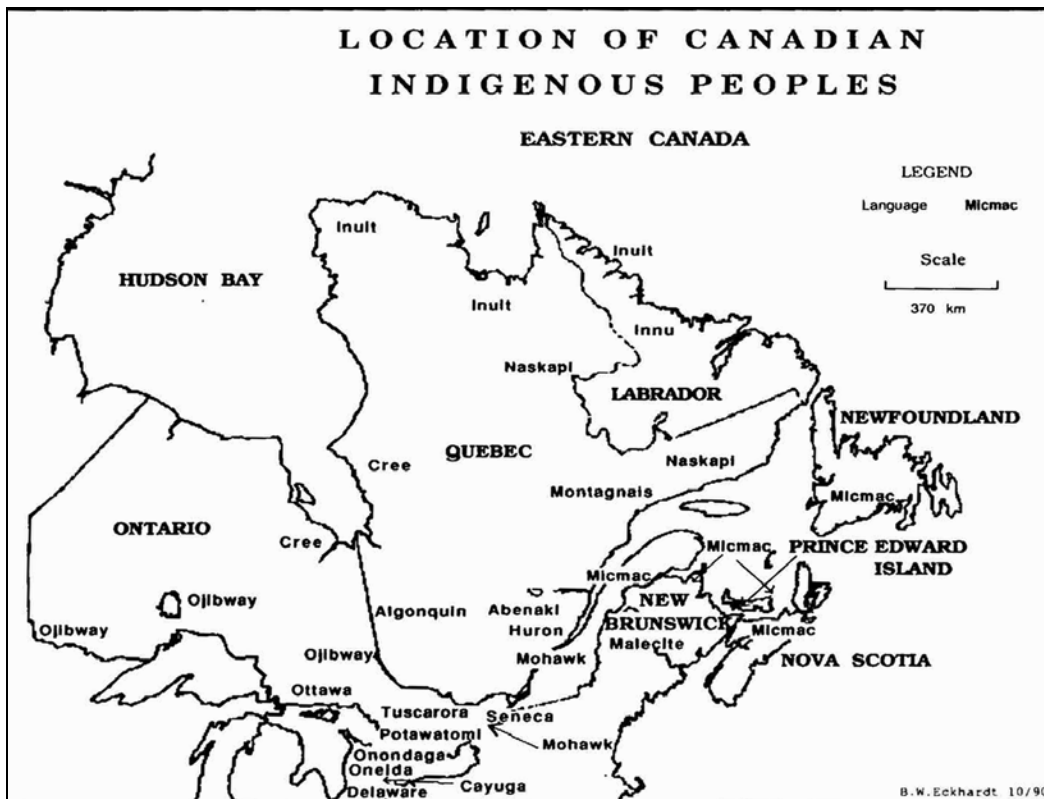 LOCATION OF CANADIAN
INDIGENOUS PEOPLES
EASTERN CANADA
LEGEND
Language Micmac
Scale
370 km
HUDSON BAY
Inuit
Inuit
Inuit
Innu
Naskapi
LABRADOR
NEWFOUNDLAND
QUEBEC
Cree
Naskapi
Montagnais
Micmac
ONTARIO
Cree
Micmac
PRINCE EDWARD
ISLAND
Micmac
Ojibway
Algonquin
Abenaki
NEW
BRUNSWICK
Huron
Ojibway
Micmac
Malecite
Mohawk
NOVA SCOTIA
Ojibway
Ottawa
Tuscarora
Seneca
Potawatomi
Mohawk
Onondaga
Oneida
Cayuga
Delaware
B.W.Eckhardt 10/90